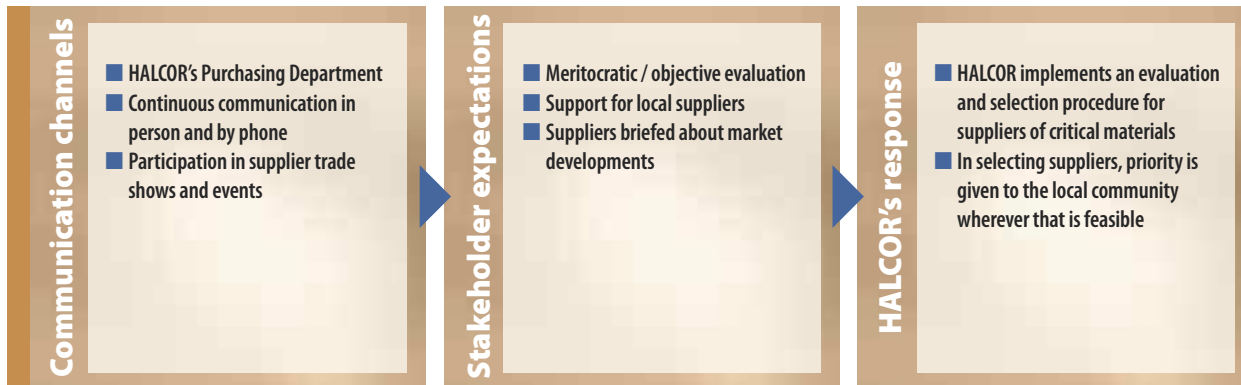 Communication channels
■ HALCOR's Purchasing Department
■ Continuous communication in
person and by phone
■ Participation in supplier trade
shows and events
Stakeholder expectations
■ Meritocratic / objective evaluation
■ Support for local suppliers
■ Suppliers briefed about market
developments
HALCOR's response
■ HALCOR implements an evaluation
and selection procedure for
suppliers of critical materials
■ In selecting suppliers, priority is
given to the local community
wherever that is feasible